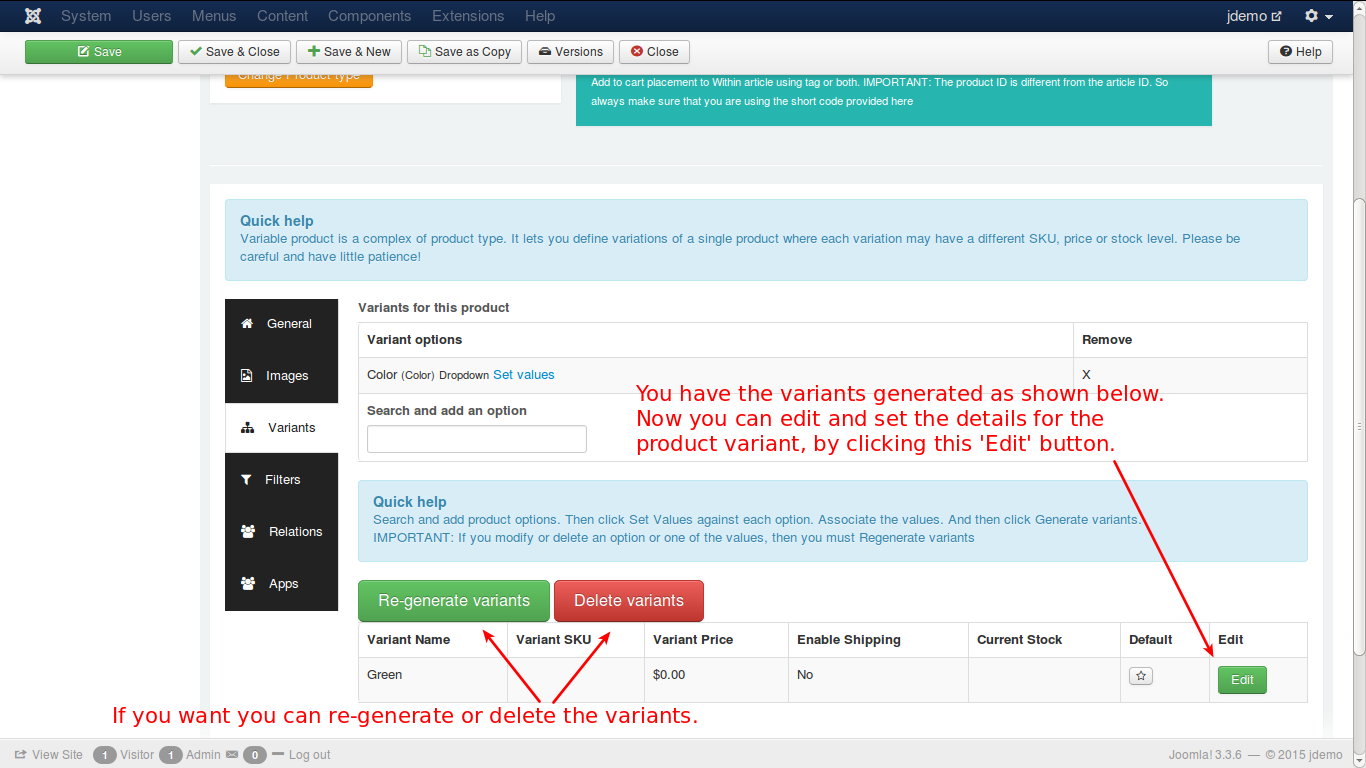 System Users Menus Content Components Extensions Help jdemo
Save Save & Close Save & New Save as Copy Versions Close Help
Change Product type
Add to cart placement to Within article using tag or both. IMPORTANT: The product ID is different from the article ID. So
always make sure that you are using the short code provided here
Quick help
Variable product is a complex of product type. It lets you define variations of a single product where each variation may have a different SKU, price or stock level. Please be
careful and have little patience!
General
Images
Variants
Filters
Relations
Apps
Variants for this product
Variant options Remove
Color (Color) Dropdown Set values X
Search and add an option
You have the variants generated as shown below.
Now you can edit and set the details for the
product variant, by clicking this 'Edit' button.
Quick help
Search and add product options. Then click Set Values against each option. Associate the values. And then click Generate variants.
IMPORTANT: If you modify or delete an option or one of the values, then you must Regenerate variants
Re-generate variants Delete variants
Variant Name Variant SKU Variant Price Enable Shipping Current Stock Default Edit
Green $0.00 No Edit
If you want you can re-generate or delete the variants.
View Site 1 Visitor 1 Admin 0 Log out Joomla! 3.3.6 — © 2015 jdemo